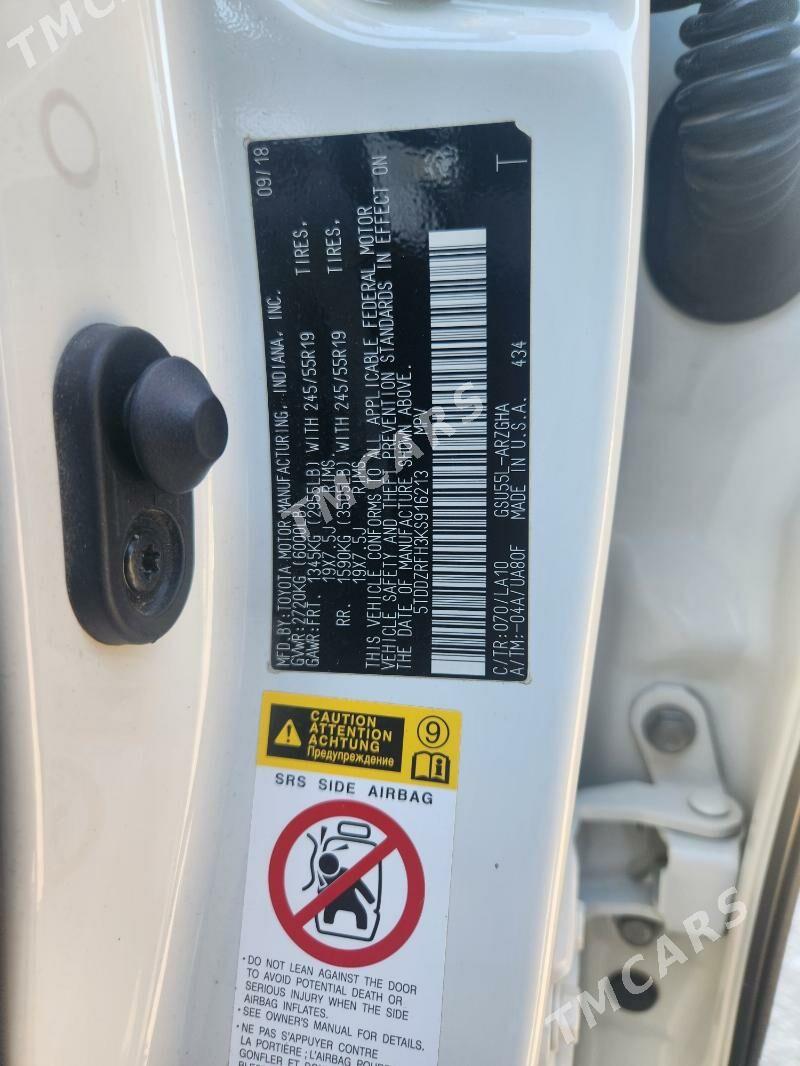 MFD.BY:TOYOTA MOTOR MANUFACTURING, INDIANA, INC. 09/18
GVWR:2720KG(6000LB)
GAWR:FRT. 1345KG (2955LB) WITH 245/55R19 TIRES,
19X7.5J RIMS
RR. 1590KG WITH 245/55R19 TIRES,
19X7.5J RIMS
THIS VEHICLE CONFORMS TO ALL APPLICABLE FEDERAL MOTOR
VEHICLE SAFETY AND THEFT PREVENTION STANDARDS IN EFFECT ON
THE DATE OF MANUFACTURE SHOWN ABOVE.
5TDDZRFH3KS916213 MPV T
C/TR:070/LA10 GSU55L-ARZGHA 434
A/TM:-04A/UA80F MADE IN U.S.A.
CAUTION
ATTENTION
ACHTUNG
Предупреждение
9
i
SRS SIDE AIRBAG
• DO NOT LEAN AGAINST THE DOOR
TO AVOID POTENTIAL DEATH OR
SERIOUS INJURY WHEN THE SIDE
AIRBAG INFLATES.
• SEE OWNER'S MANUAL FOR DETAILS.
• NE PAS S'APPUYER CONTRE
LA PORTIÈRE ; L'AIRBAG POURRAIT
TMCARS
TMCARS
TMCARS
TMCARS
TMCARS